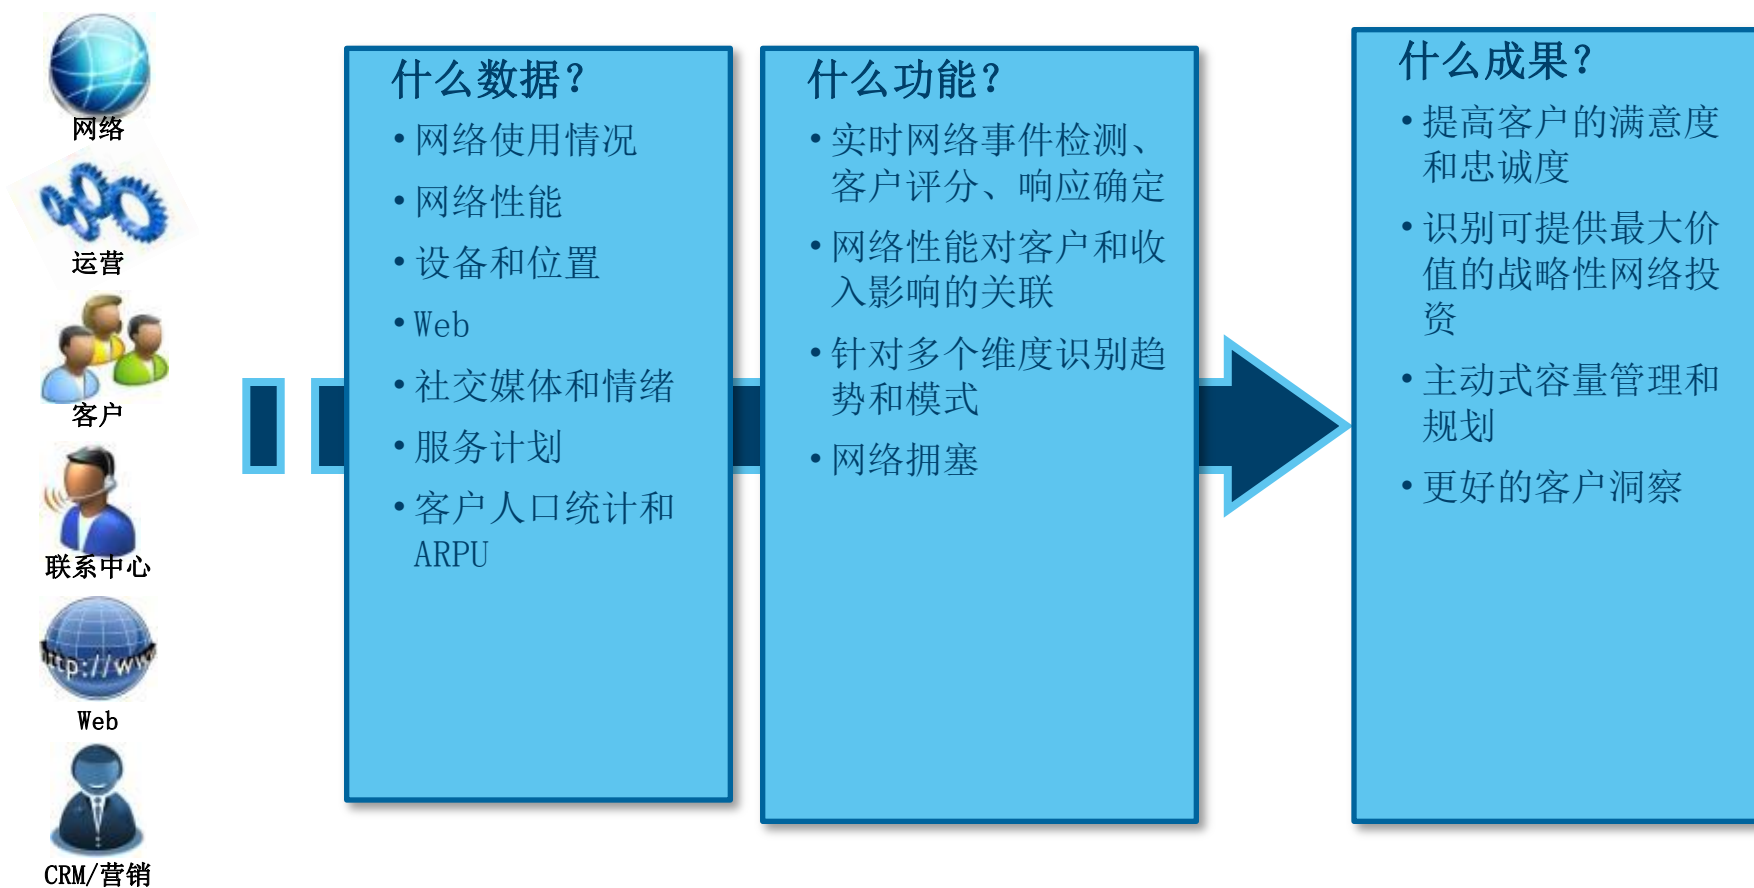 网络
运营
客户
联系中心
http://www
Web
CRM/营销
什么数据?
•网络使用情况
•网络性能
•设备和位置
•Web
•社交媒体和情绪
•服务计划
•客户人口统计和
ARPU
什么功能?
•实时网络事件检测、
客户评分、响应确定
•网络性能对客户和收
入影响的关联
•针对多个维度识别趋
势和模式
•网络拥塞
什么成果?
•提高客户的满意度
和忠诚度
•识别可提供最大价
值的战略性网络投
资
•主动式容量管理和
规划
•更好的客户洞察